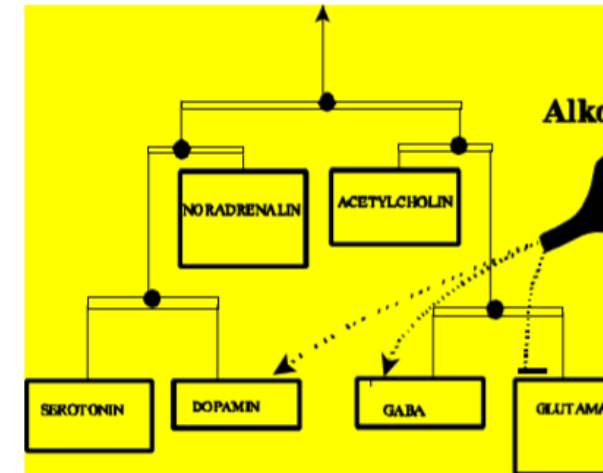 Alko
NORADRENALIN
ACETYLCHOLIN
SEROTONIN
DOPAMIN
GABA
GLUTAMA